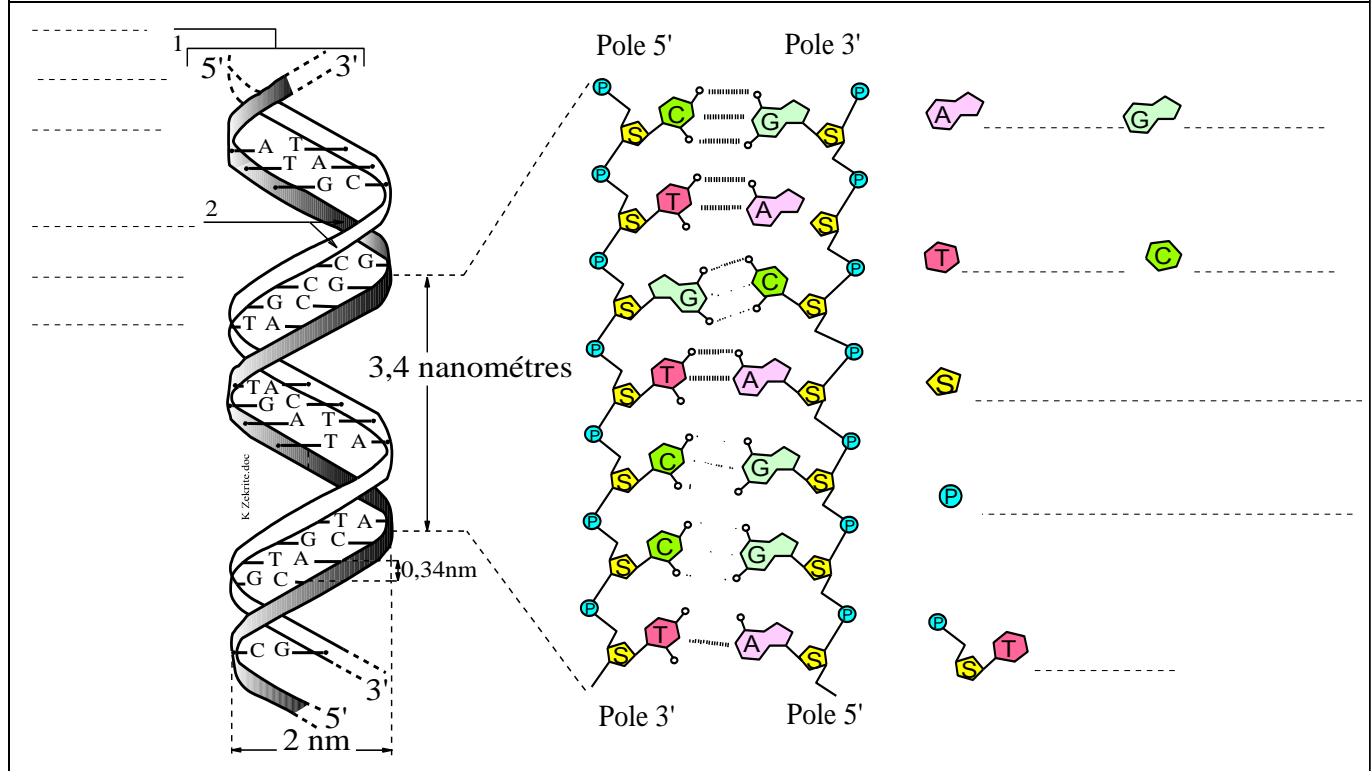 1
5' 3'
A T
T A
G C
2
C G
C G
G C
T A
T A
G C
A T
T A
K Zekrite.doc
T A
G C
T A
G C
0,34nm
C G
3'
5'
2 nm
3,4 nanométres
Pole 5' Pole 3'
P P
S C G S
P P
S T A S
P P
S G C S
P P
S T A S
P P
S C G S
P P
S C G S
P P
S T A S
Pole 3' Pole 5'
A G
T C
S
P
P
S T